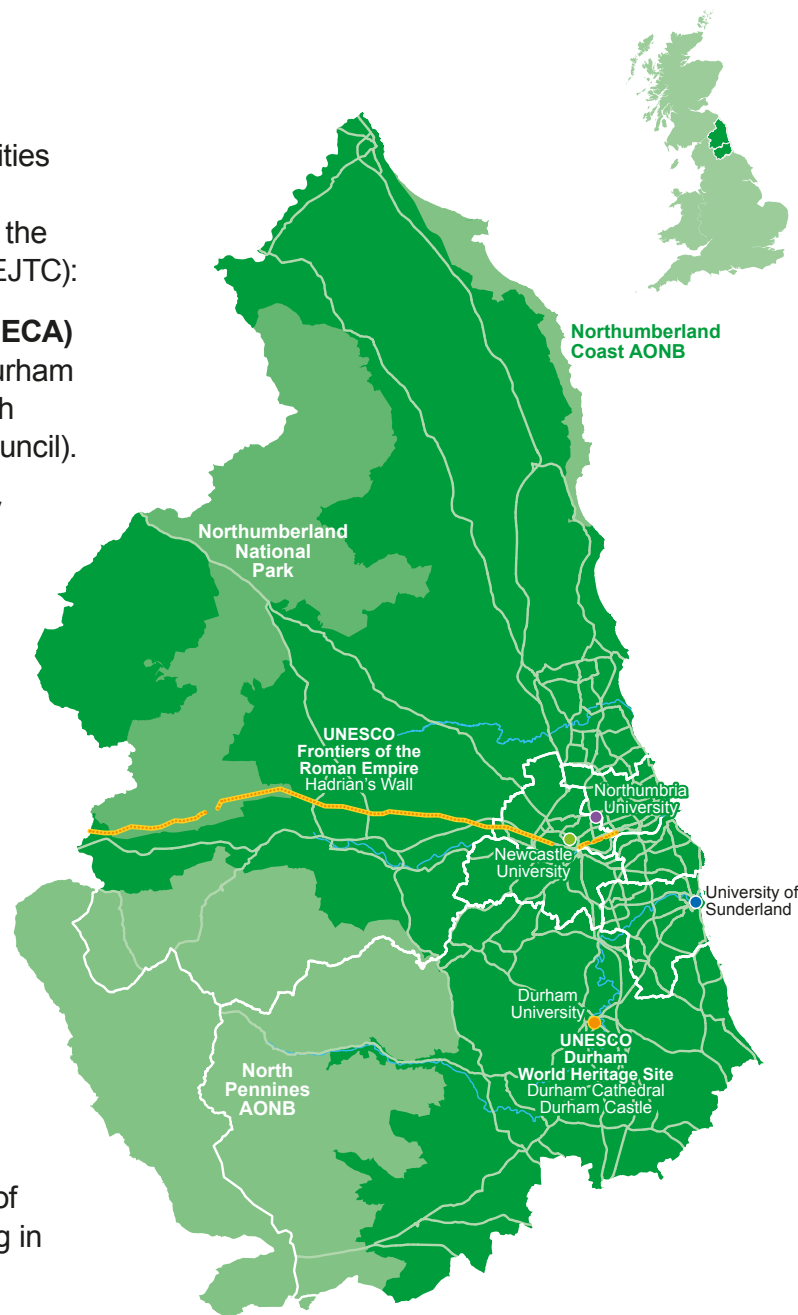 ities
the
EJTC):
ECA)
urham
h
ouncil).
of
g in
Northumberland
Coast AONB
Northumberland
National
Park
UNESCO
Frontiers of the
Roman Empire
Hadrian's Wall
Northumbria
University
Newcastle
University
University of
Sunderland
Durham
University
UNESCO
Durham
World Heritage Site
Durham Cathedral
Durham Castle
North
Pennines
AONB